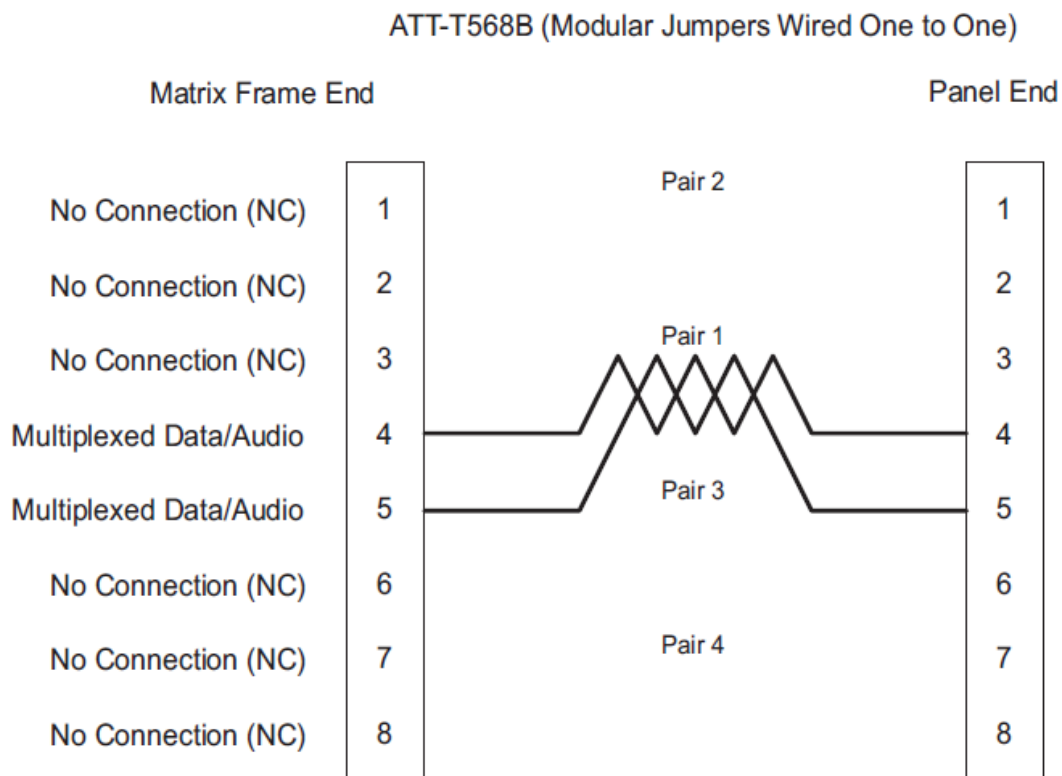 ATT-T568B (Modular Jumpers Wired One to One)
Matrix Frame End
Panel End
Pair 2
No Connection (NC) 1 1
No Connection (NC) 2 2
Pair 1
No Connection (NC) 3 3
Multiplexed Data/Audio 4 4
Pair 3
Multiplexed Data/Audio 5 5
No Connection (NC) 6 6
Pair 4
No Connection (NC) 7 7
No Connection (NC) 8 8